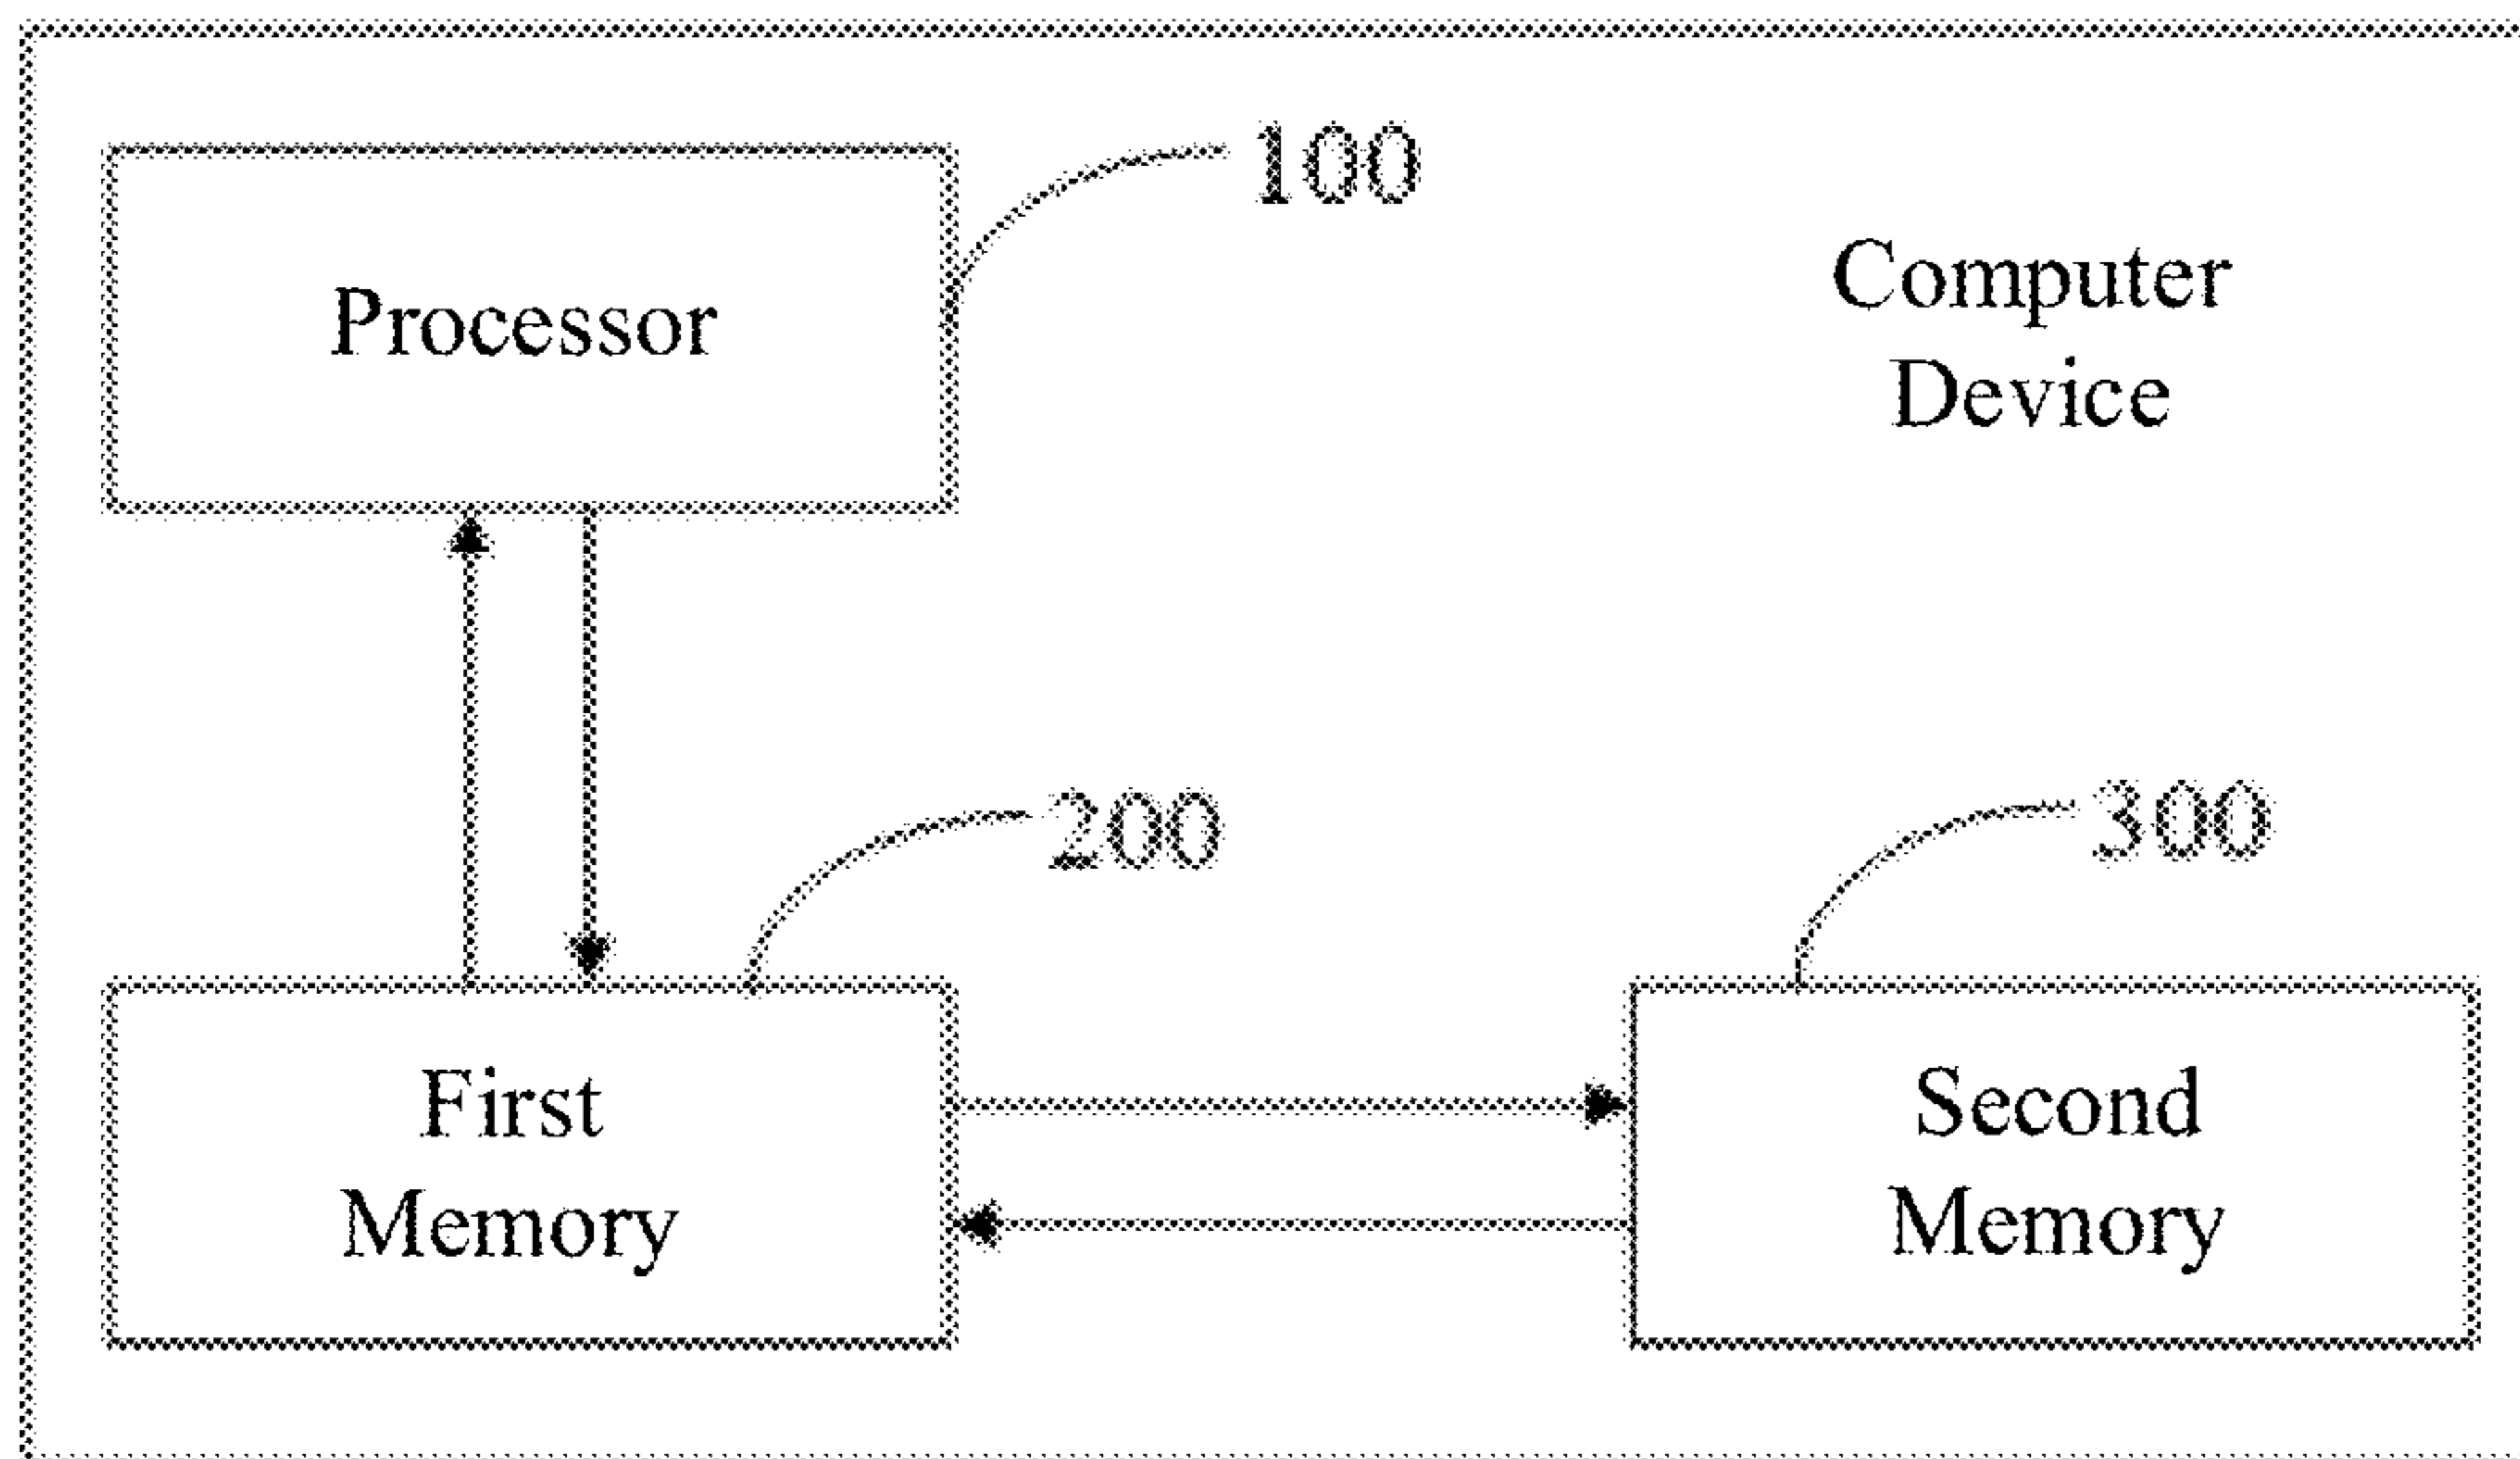 100
Processor
Computer
Device
200
300
First
Memory
Second
Memory